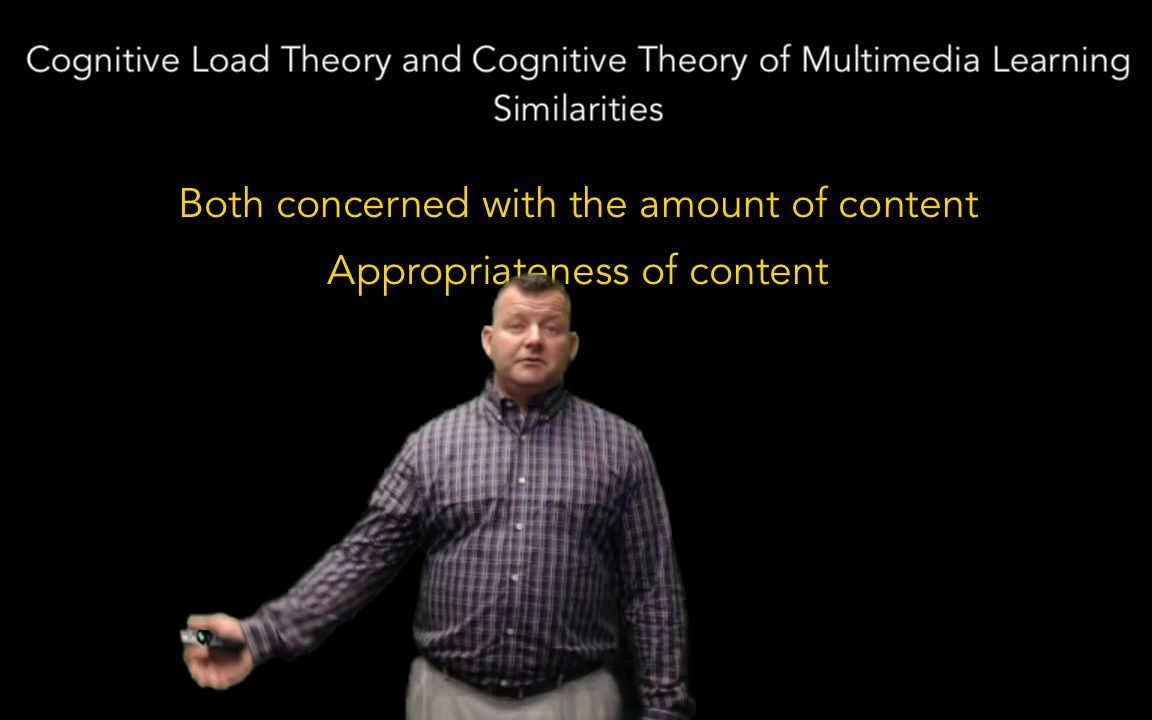 Cognitive Load Theory and Cognitive Theory of Multimedia Learning
Similarities
Both concerned with the amount of content
Appropriateness of content